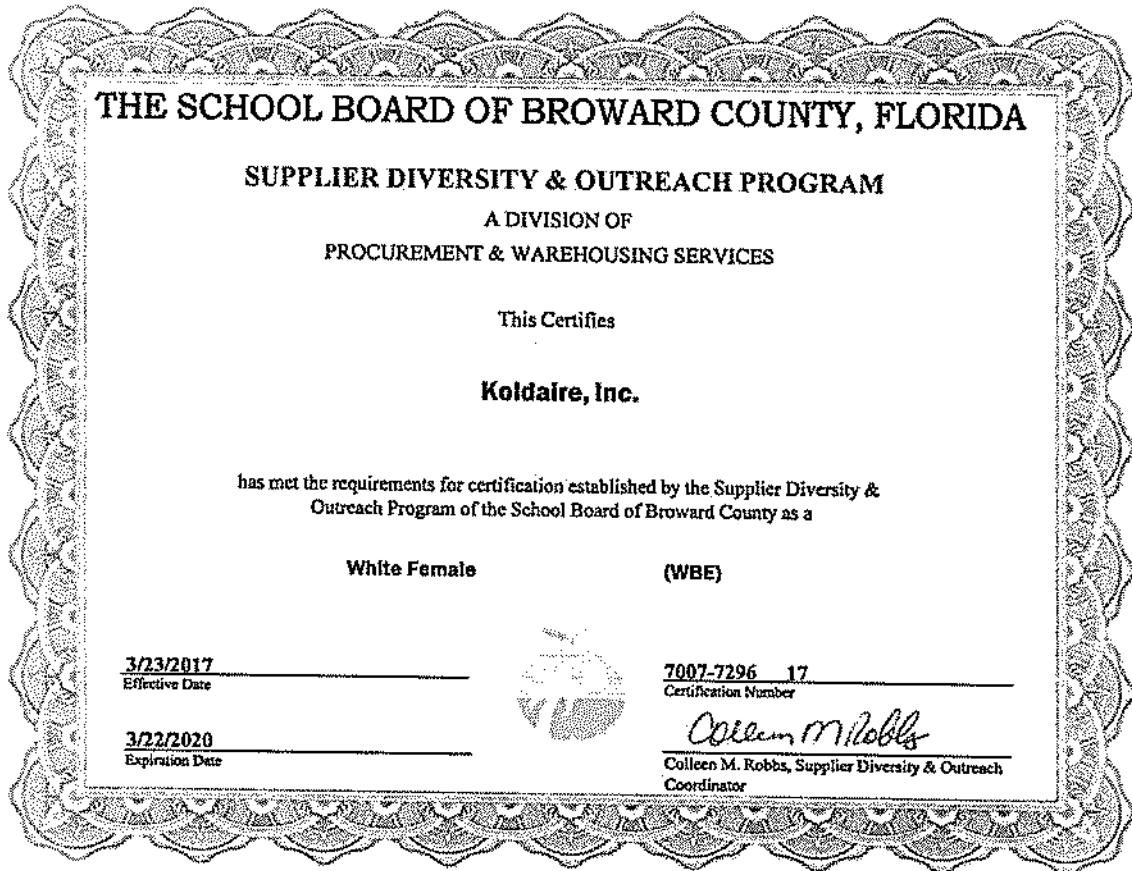 THE SCHOOL BOARD OF BROWARD COUNTY, FLORIDA
SUPPLIER DIVERSITY & OUTREACH PROGRAM
A DIVISION OF
PROCUREMENT & WAREHOUSING SERVICES
This Certifies
Koldaire, Inc.
has met the requirements for certification established by the Supplier Diversity &
Outreach Program of the School Board of Broward County as a
White Female (WBE)
3/23/2017
Effective Date
7007-7296 17
Certification Number
3/22/2020
Expiration Date
Colleen M Robbs
Colleen M. Robbs, Supplier Diversity & Outreach
Coordinator